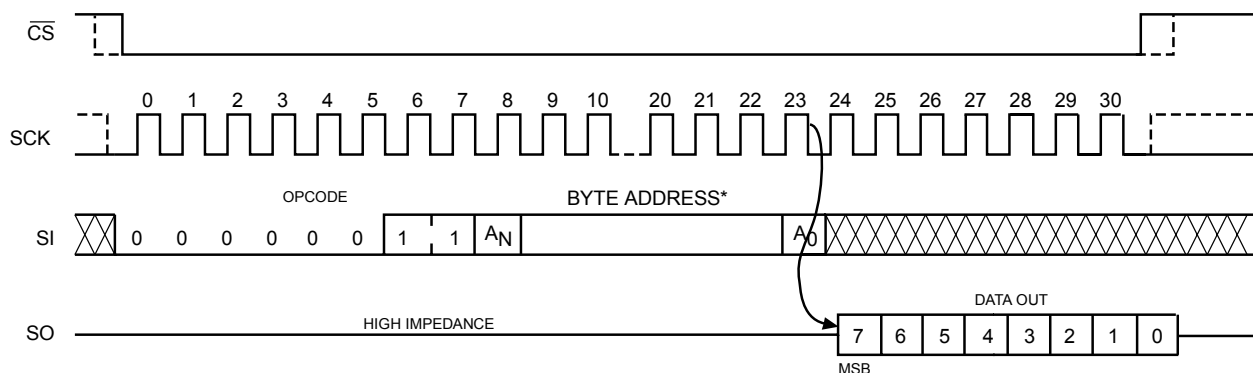 CS
0 1 2 3 4 5 6 7 8 9 10 20 21 22 23 24 25 26 27 28 29 30
SCK
OPCODE
BYTE ADDRESS*
SI 0 0 0 0 0 0 1 1 AN A0
DATA OUT
SO HIGH IMPEDANCE 7 6 5 4 3 2 1 0
MSB